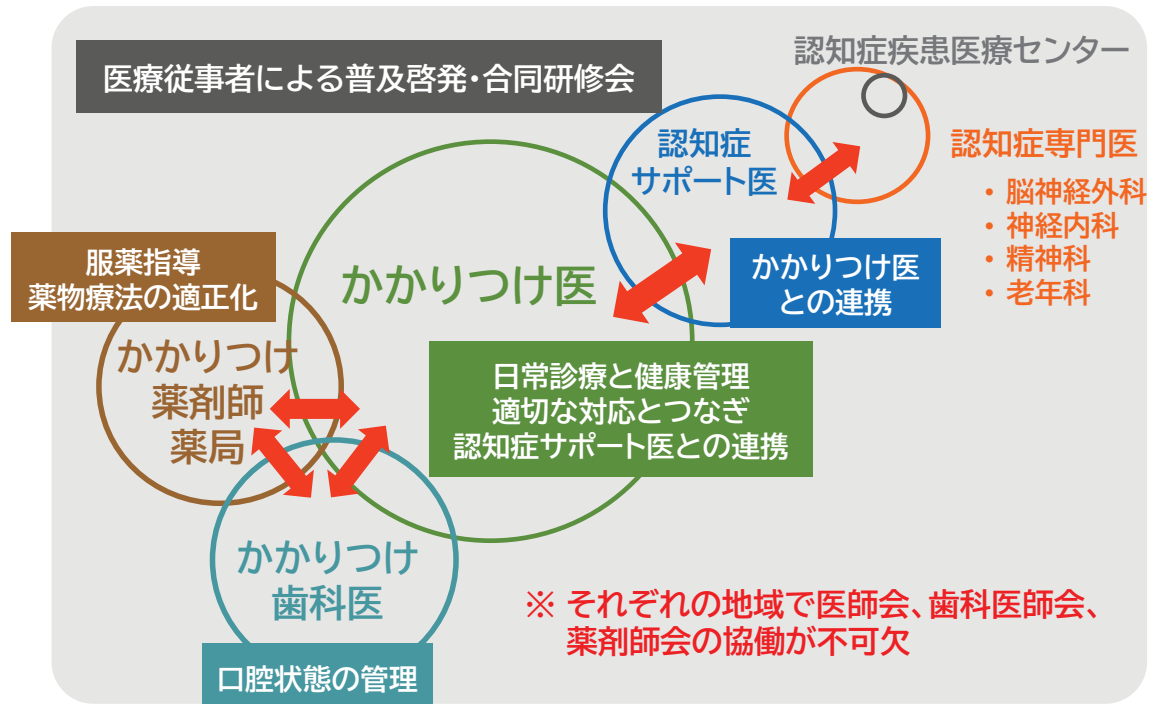 医療従事者による普及啓発・合同研修会
認知症疾患医療センター
認知症
サポート医
認知症専門医
・脳神経外科
・神経内科
・精神科
・老年科
かかりつけ医
との連携
かかりつけ医
服薬指導
薬物療法の適正化
かかりつけ
薬剤師
薬局
日常診療と健康管理
適切な対応とつなぎ
認知症サポート医との連携
かかりつけ
歯科医
口腔状態の管理
※ それぞれの地域で医師会、歯科医師会、
薬剤師会の協働が不可欠